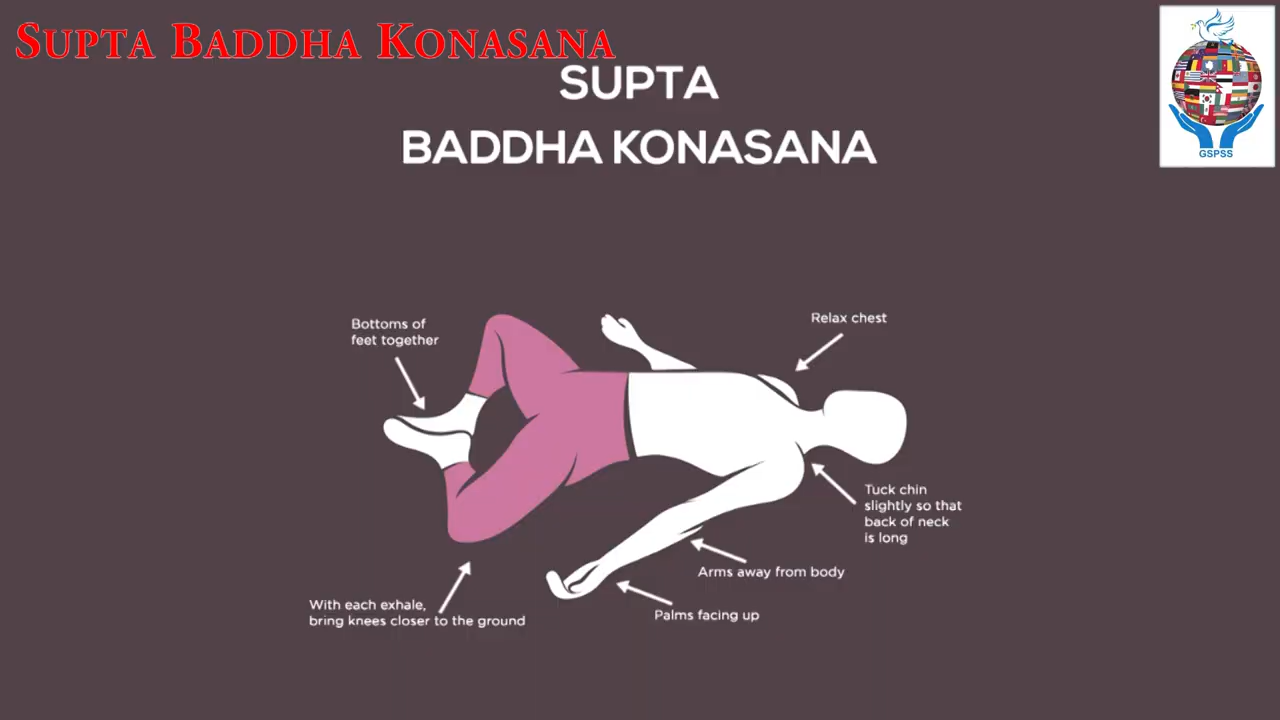 Supta Baddha Konasana
SUPTA
BADDHA KONASANA
GSPSS
Bottoms of
feet together
Relax chest
Tuck chin
slightly so that
back of neck
is long
Arms away from body
Palms facing up
With each exhale,
bring knees closer to the ground